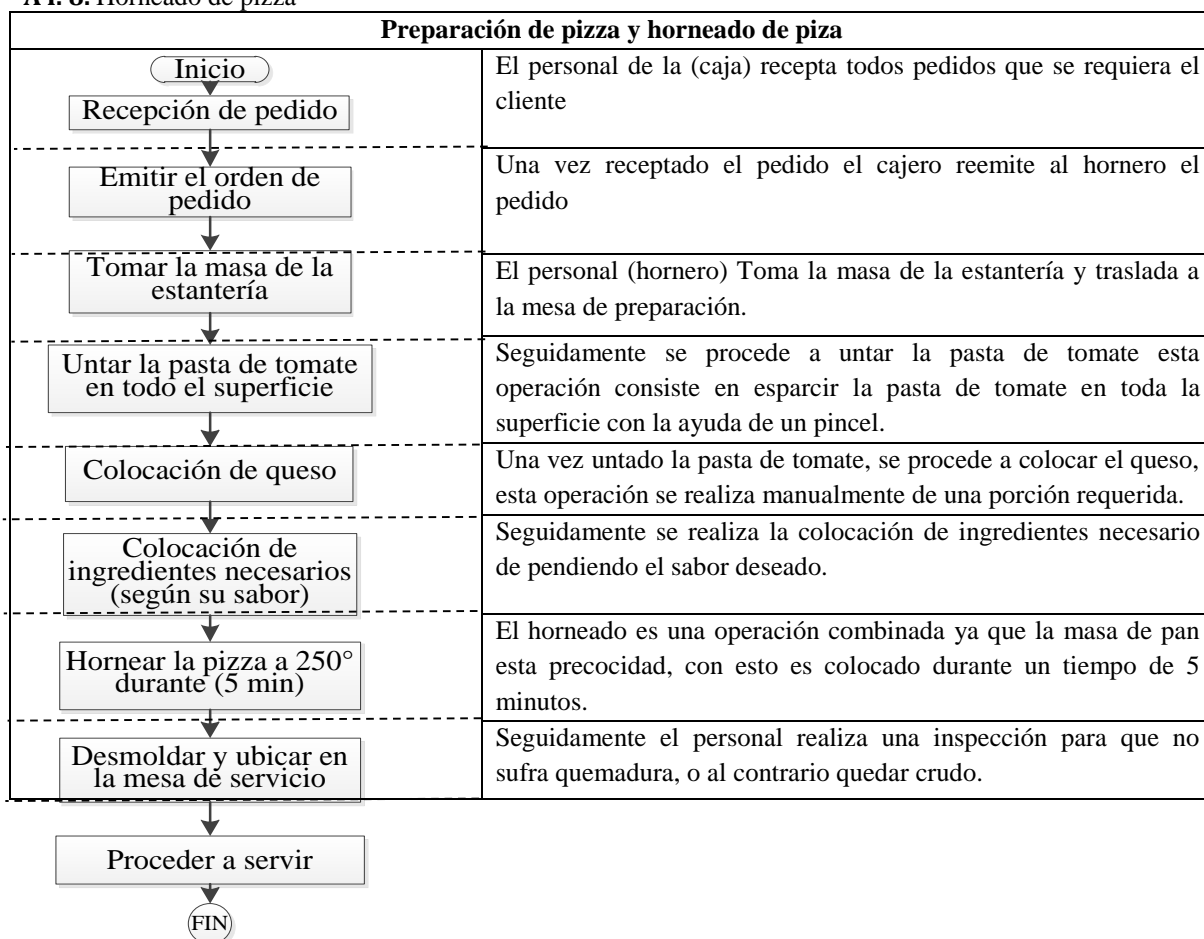 A 1. 8. Horneado de pizza
Preparación de pizza y horneado de piza
Inicio
Recepción de pedido
El personal de la (caja) recepta todos pedidos que se requiera el
cliente
Emitir el orden de
pedido
Una vez receptado el pedido el cajero reemite al hornero el
pedido
Tomar la masa de la
estantería
El personal (hornero) Toma la masa de la estantería y traslada a
la mesa de preparación.
Untar la pasta de tomate
en todo el superficie
Seguidamente se procede a untar la pasta de tomate esta
operación consiste en esparcir la pasta de tomate en toda la
superficie con la ayuda de un pincel.
Colocación de queso
Una vez untado la pasta de tomate, se procede a colocar el queso,
esta operación se realiza manualmente de una porción requerida.
Colocación de
ingredientes necesarios
(según su sabor)
Seguidamente se realiza la colocación de ingredientes necesario
de pendiendo el sabor deseado.
Hornear la pizza a 250°
durante (5 min)
El horneado es una operación combinada ya que la masa de pan
esta precocidad, con esto es colocado durante un tiempo de 5
minutos.
Desmoldar y ubicar en
la mesa de servicio
Seguidamente el personal realiza una inspección para que no
sufra quemadura, o al contrario quedar crudo.
Proceder a servir
FIN